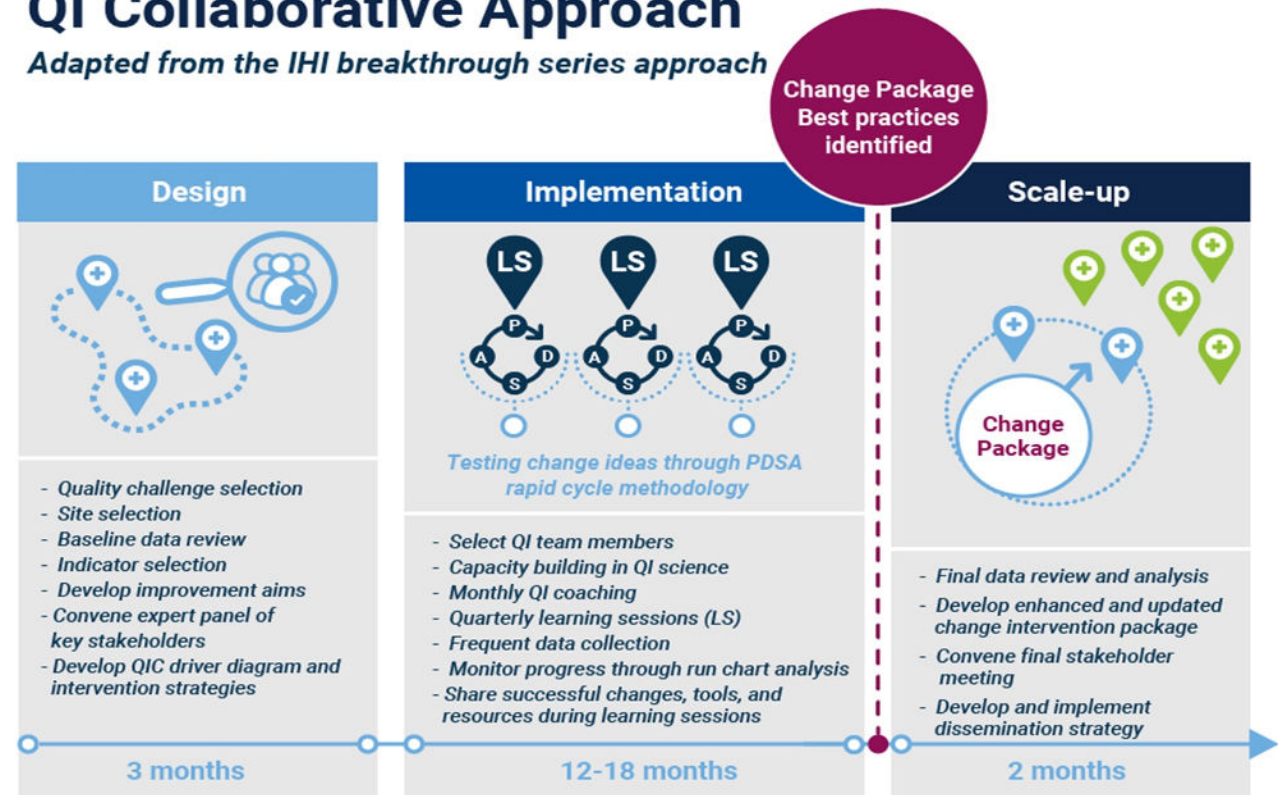 QI Collaborative Approach
Adapted from the IHI breakthrough series approach
Change Package
Best practices
identified
Design
- Quality challenge selection
- Site selection
- Baseline data review
- Indicator selection
- Develop improvement aims
- Convene expert panel of
key stakeholders
- Develop QIC driver diagram and
intervention strategies
3 months
Implementation
LS LS LS
P P P
A D A D A D
S S S
Testing change ideas through PDSA
rapid cycle methodology
- Select QI team members
- Capacity building in QI science
- Monthly QI coaching
- Quarterly learning sessions (LS)
- Frequent data collection
- Monitor progress through run chart analysis
- Share successful changes, tools, and
resources during learning sessions
12-18 months
Scale-up
Change
Package
- Final data review and analysis
- Develop enhanced and updated
change intervention package
- Convene final stakeholder
meeting
- Develop and implement
dissemination strategy
2 months